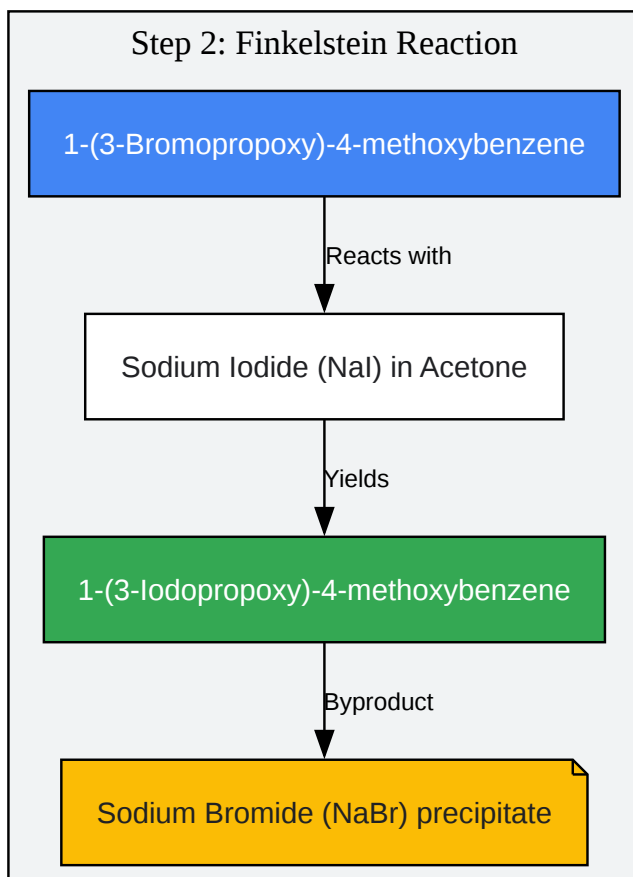 Step 2: Finkelstein Reaction
1-(3-Bromopropoxy)-4-methoxybenzene
Reacts with
Sodium Iodide (NaI) in Acetone
Yields
1-(3-Iodopropoxy)-4-methoxybenzene
Byproduct
Sodium Bromide (NaBr) precipitate